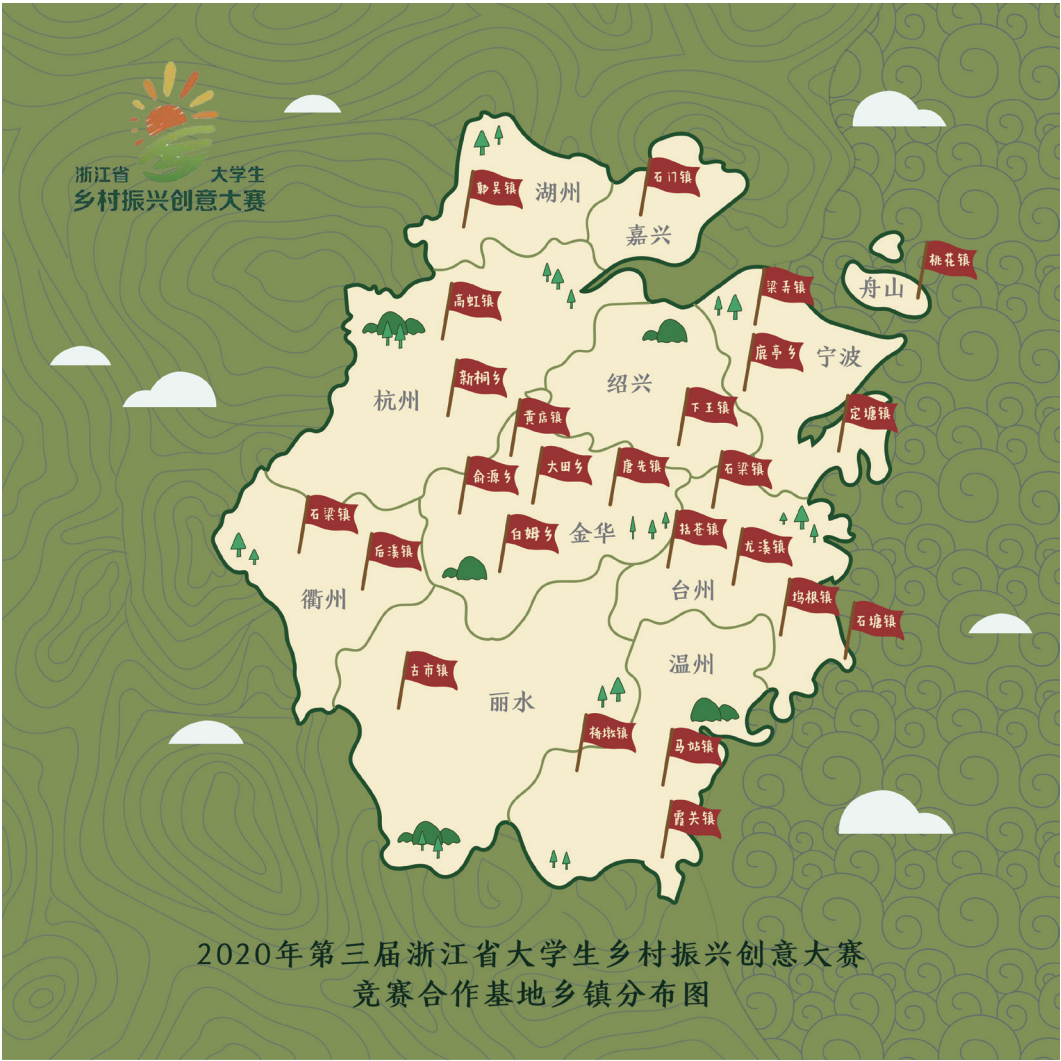 浙江省 大学生
乡村振兴创意大赛
鄣吴镇
湖州
石门镇
嘉兴
桃花镇
舟山
梁弄镇
高虹镇
鹿亭乡
宁波
新桐乡
绍兴
杭州
下王镇
定塘镇
黄店镇
俞源乡
大田乡
唐先镇
石梁镇
石梁镇
后溪镇
白姆乡
金华
括苍镇
尤溪镇
衢州
台州
坞根镇
石塘镇
古市镇
温州
丽水
杨墩镇
马站镇
霞关镇
2020年第三届浙江省大学生乡村振兴创意大赛
竞赛合作基地乡镇分布图